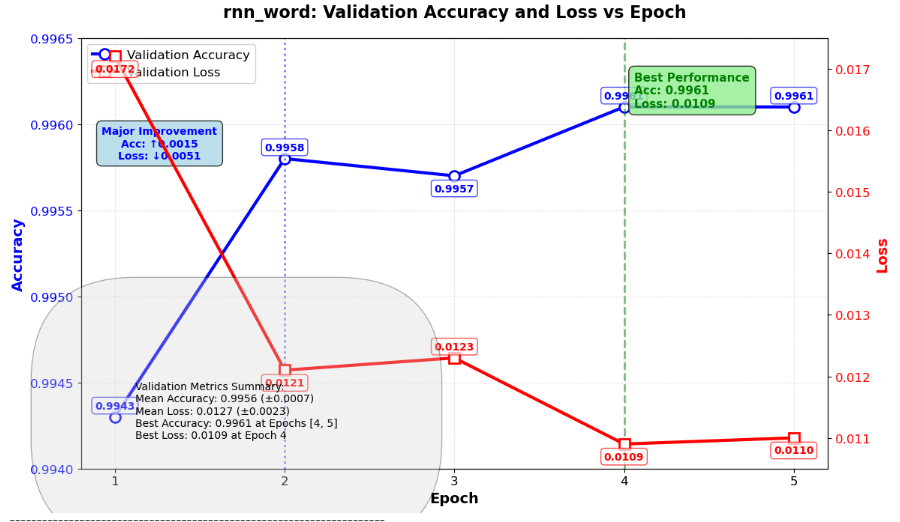 rnn_word: Validation Accuracy and Loss vs Epoch
0.9965
0.9960
0.9955
0.9950
0.9945
0.9940
Accuracy
Validation Accuracy
Validation Loss
0.0172
Major Improvement
Acc: ↑0.0015
Loss: ↓0.0051
0.9958
0.9957
0.9961
Best Performance
Acc: 0.9961
Loss: 0.0109
0.9961
0.0123
0.0121
0.9943
Validation Metrics Summary:
Mean Accuracy: 0.9956 (±0.0007)
Mean Loss: 0.0127 (±0.0023)
Best Accuracy: 0.9961 at Epochs [4, 5]
Best Loss: 0.0109 at Epoch 4
0.0109
0.0110
0.017
0.016
0.015
0.014
0.013
0.012
0.011
Loss
1 2 3 4 5
Epoch